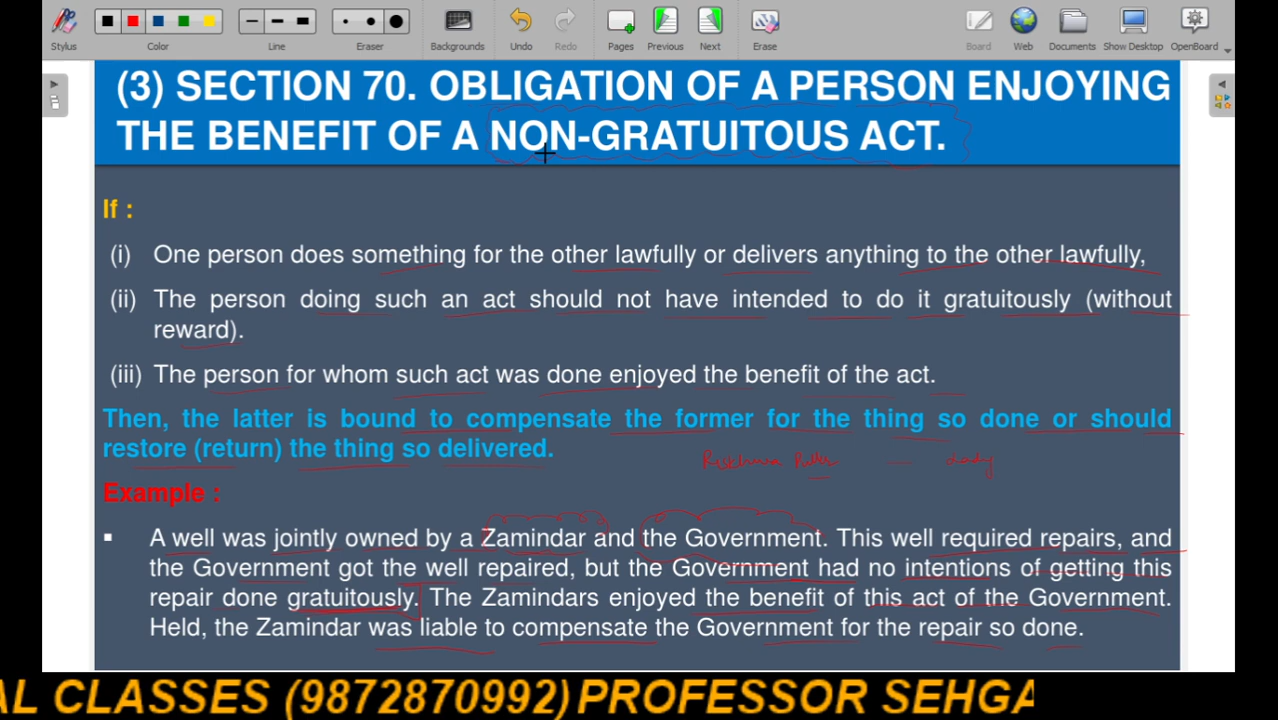 Stylus Color Line Eraser Backgrounds Undo Redo Pages Previous Next Erase Board Web Documents Show Desktop OpenBoard
(3) SECTION 70. OBLIGATION OF A PERSON ENJOYING
THE BENEFIT OF A NON-GRATUITOUS ACT.
If :
(i) One person does something for the other lawfully or delivers anything to the other lawfully,
(ii) The person doing such an act should not have intended to do it gratuitously (without
reward).
(iii) The person for whom such act was done enjoyed the benefit of the act.
Then, the latter is bound to compensate the former for the thing so done or should
restore (return) the thing so delivered.
Example :
▪ A well was jointly owned by a Zamindar and the Government. This well required repairs, and
the Government got the well repaired, but the Government had no intentions of getting this
repair done gratuitously. The Zamindars enjoyed the benefit of this act of the Government.
Held, the Zamindar was liable to compensate the Government for the repair so done.
AL CLASSES (9872870992) PROFESSOR SEHGA